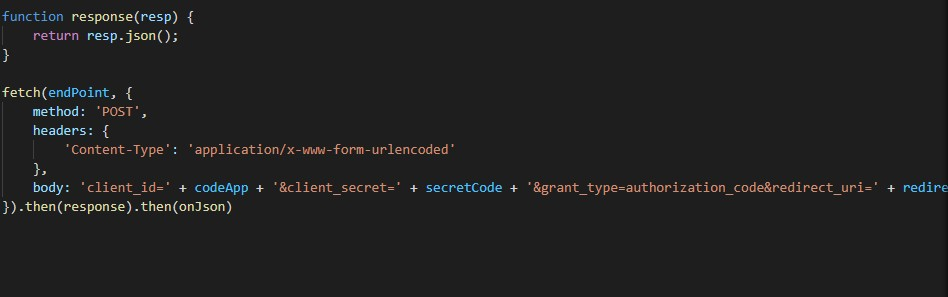 function response(resp) {
    return resp.json();
}
fetch(endPoint, {
    method: 'POST',
    headers: {
        'Content-Type': 'application/x-www-form-urlencoded'
    },
    body: 'client_id=' + codeApp + '&client_secret=' + secretCode + '&grant_type=authorization_code&redirect_uri=' + redire
}).then(response).then(onJson)